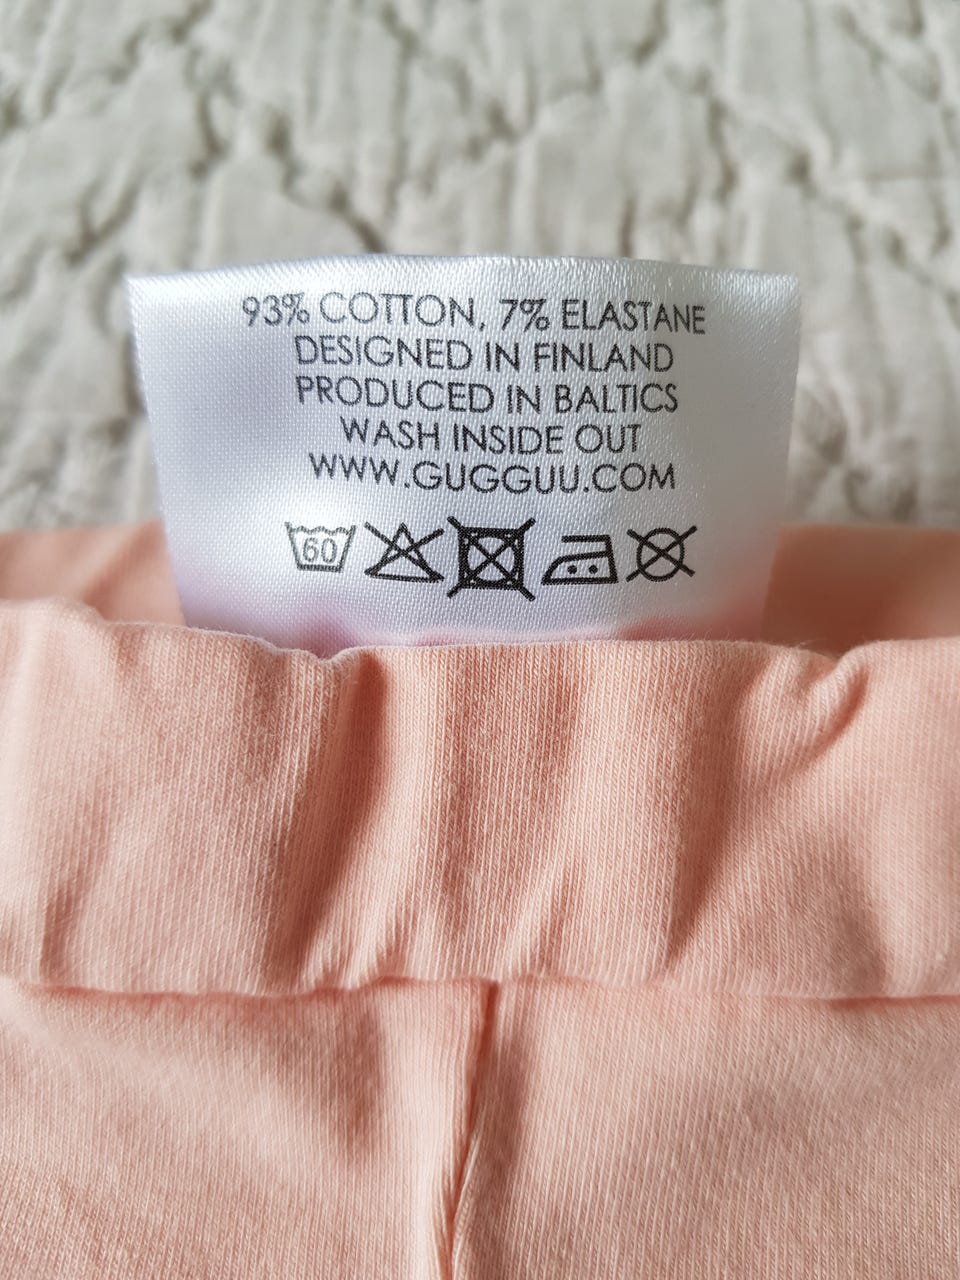 93% COTTON, 7% ELASTANE
DESIGNED IN FINLAND
PRODUCED IN BALTICS
WASH INSIDE OUT
WWW.GUGGUU.COM
60